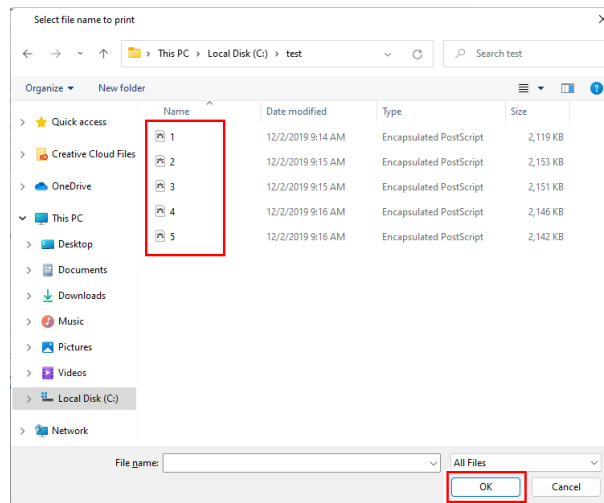 Select file name to print
This PC > Local Disk (C:) > test
Search test
Organize
New folder
Name Date modified Type Size
Quick access
Creative Cloud Files
OneDrive
This PC
Desktop
Documents
Downloads
Music
Pictures
Videos
Local Disk (C:)
Network
1 12/2/2019 9:14 AM Encapsulated PostScript 2,119 KB
2 12/2/2019 9:15 AM Encapsulated PostScript 2,153 KB
3 12/2/2019 9:15 AM Encapsulated PostScript 2,151 KB
4 12/2/2019 9:16 AM Encapsulated PostScript 2,146 KB
5 12/2/2019 9:16 AM Encapsulated PostScript 2,142 KB
File name:
All Files
OK
Cancel